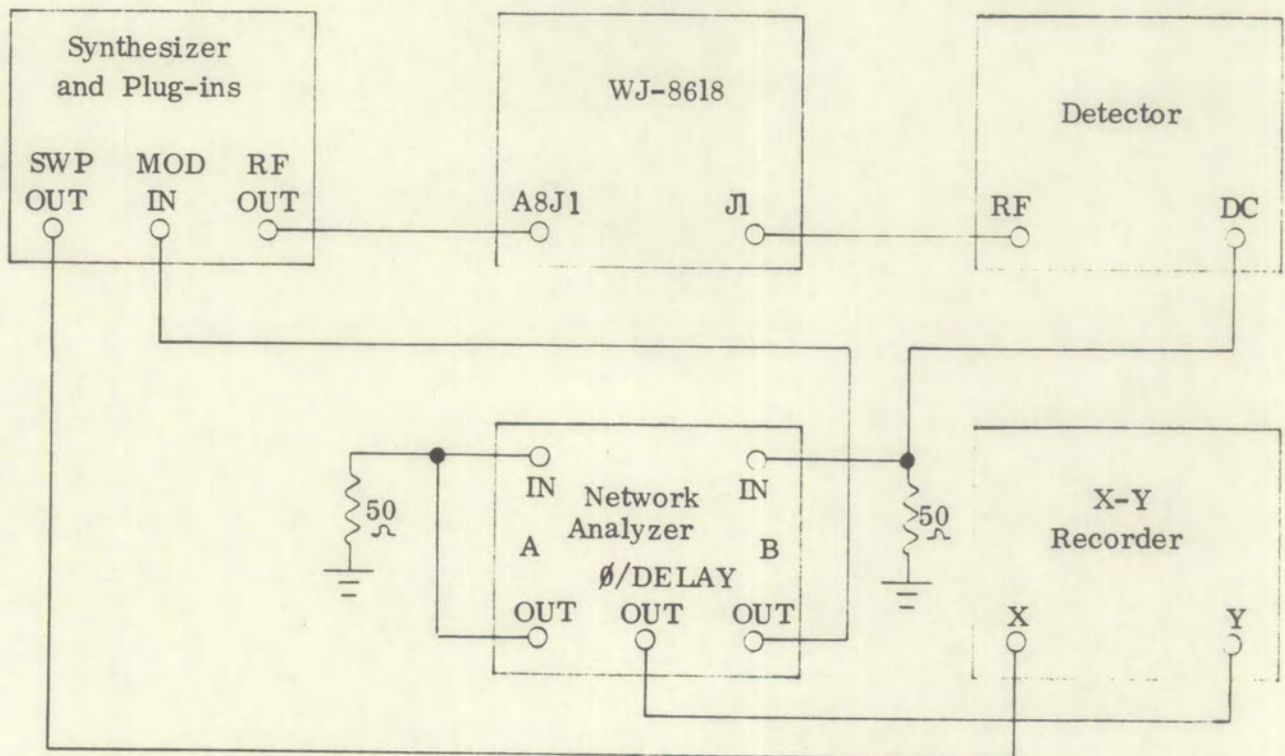 Synthesizer
and Plug-ins
SWP OUT
MOD IN
RF OUT
WJ-8618
A8J1
J1
Detector
RF
DC
50
Ω
IN
IN
Network
Analyzer
A
B
ø/DELAY
OUT
OUT
OUT
50
Ω
X-Y
Recorder
X
Y